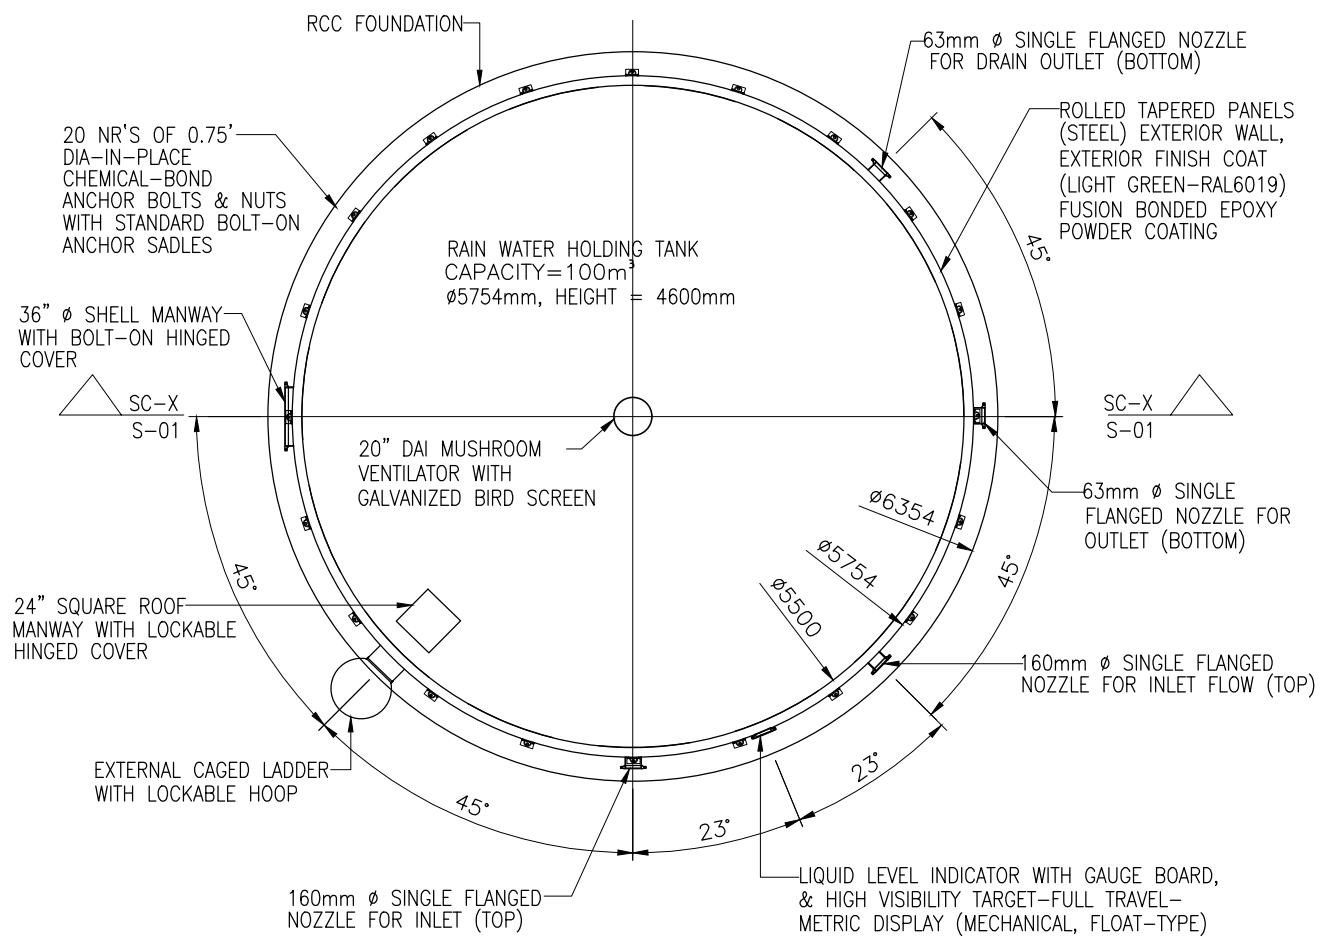 RCC FOUNDATION
63mm ø SINGLE FLANGED NOZZLE
FOR DRAIN OUTLET (BOTTOM)
ROLLED TAPERED PANELS
(STEEL) EXTERIOR WALL,
EXTERIOR FINISH COAT
(LIGHT GREEN-RAL6019)
FUSION BONDED EPOXY
POWDER COATING
20 NR'S OF 0.75'
DIA-IN-PLACE
CHEMICAL-BOND
ANCHOR BOLTS & NUTS
WITH STANDARD BOLT-ON
ANCHOR SADLES
45°
RAIN WATER HOLDING TANK
CAPACITY=100m³
ø5754mm, HEIGHT = 4600mm
36" ø SHELL MANWAY
WITH BOLT-ON HINGED
COVER
SC-X
S-01
SC-X
S-01
20" DAI MUSHROOM
VENTILATOR WITH
GALVANIZED BIRD SCREEN
63mm ø SINGLE
FLANGED NOZZLE FOR
OUTLET (BOTTOM)
ø6354
ø5754
ø5500
45°
45°
24" SQUARE ROOF
MANWAY WITH LOCKABLE
HINGED COVER
160mm ø SINGLE FLANGED
NOZZLE FOR INLET FLOW (TOP)
EXTERNAL CAGED LADDER
WITH LOCKABLE HOOP
45°
23°
23°
160mm ø SINGLE FLANGED
NOZZLE FOR INLET (TOP)
LIQUID LEVEL INDICATOR WITH GAUGE BOARD,
& HIGH VISIBILITY TARGET-FULL TRAVEL-
METRIC DISPLAY (MECHANICAL, FLOAT-TYPE)